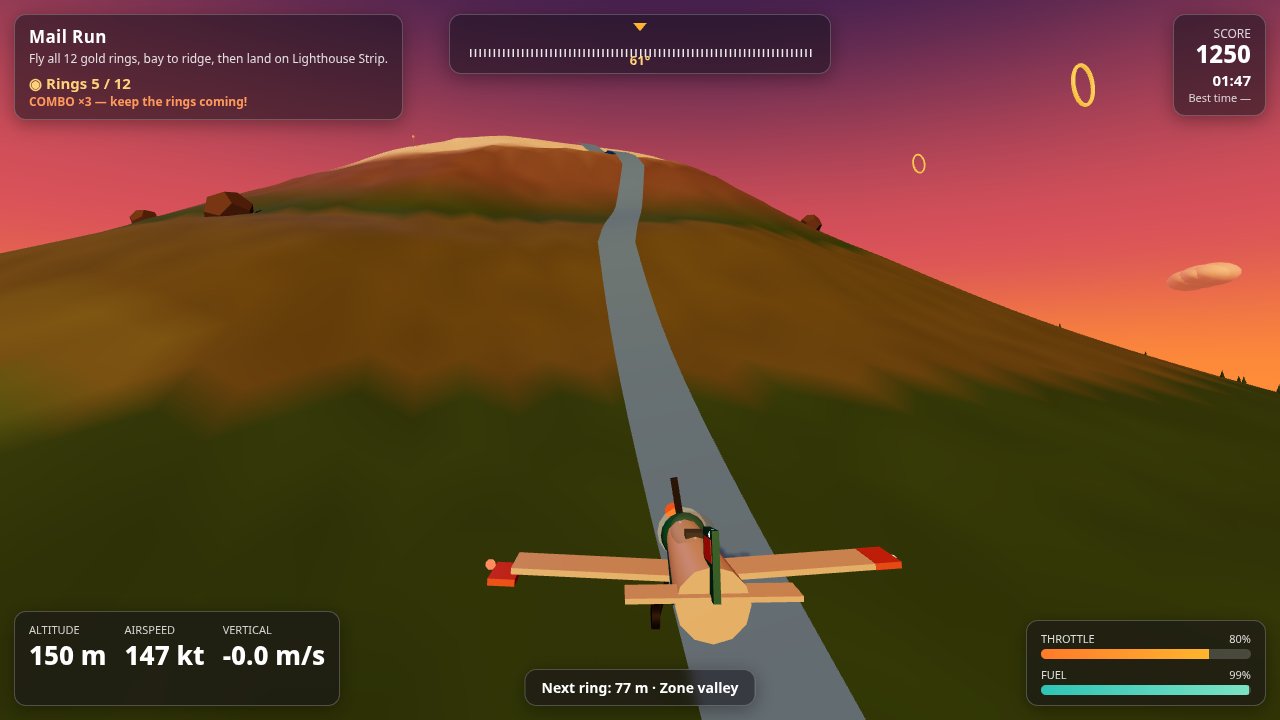 Mail Run
Fly all 12 gold rings, bay to ridge, then land on Lighthouse Strip.
◉ Rings 5 / 12
COMBO ×3 — keep the rings coming!
61°
SCORE
1250
01:47
Best time —
ALTITUDE AIRSPEED VERTICAL
150 m 147 kt -0.0 m/s
Next ring: 77 m · Zone valley
THROTTLE 80%
FUEL 99%